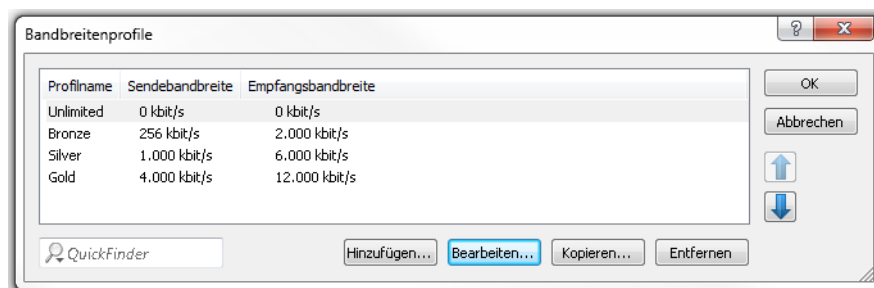 Bandbreitenprofile
Profilname Sendebandbreite Empfangsbandbreite
Unlimited 0 kbit/s 0 kbit/s
Bronze 256 kbit/s 2.000 kbit/s
Silver 1.000 kbit/s 6.000 kbit/s
Gold 4.000 kbit/s 12.000 kbit/s
OK
Abbrechen
QuickFinder
Hinzufügen... Bearbeiten... Kopieren... Entfernen